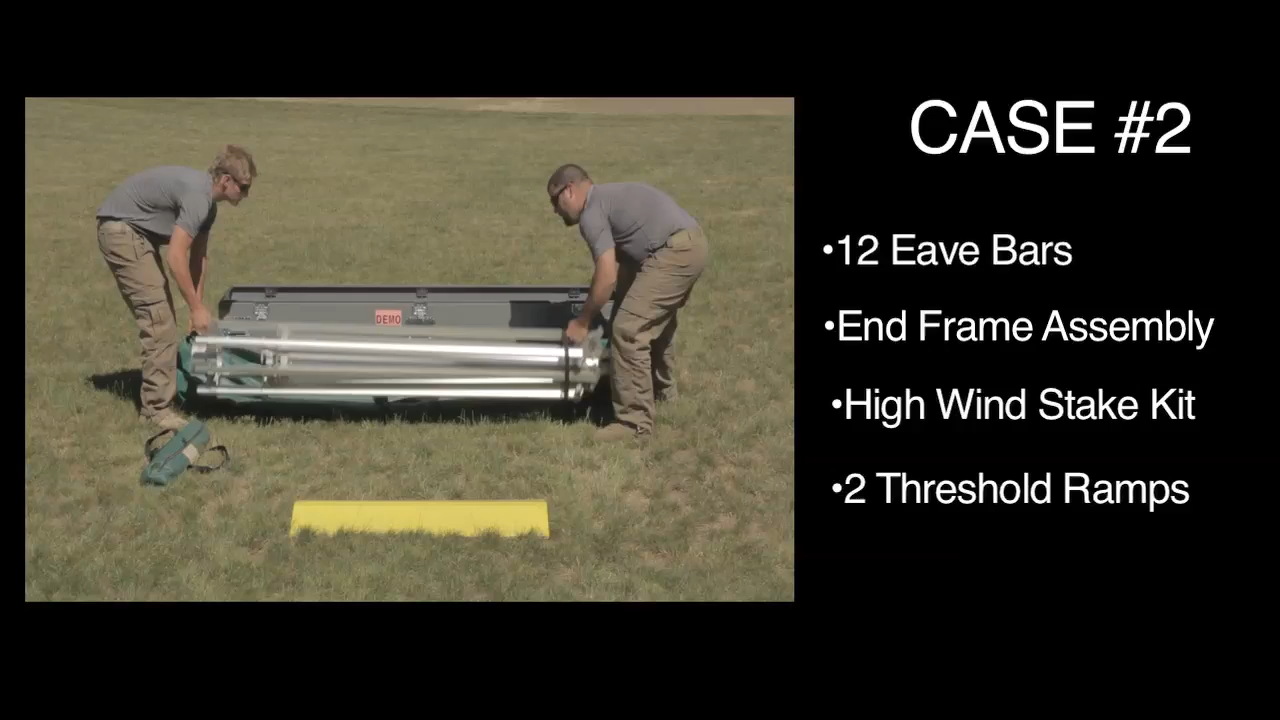 CASE #2
•12 Eave Bars
•End Frame Assembly
•High Wind Stake Kit
•2 Threshold Ramps
DEMO